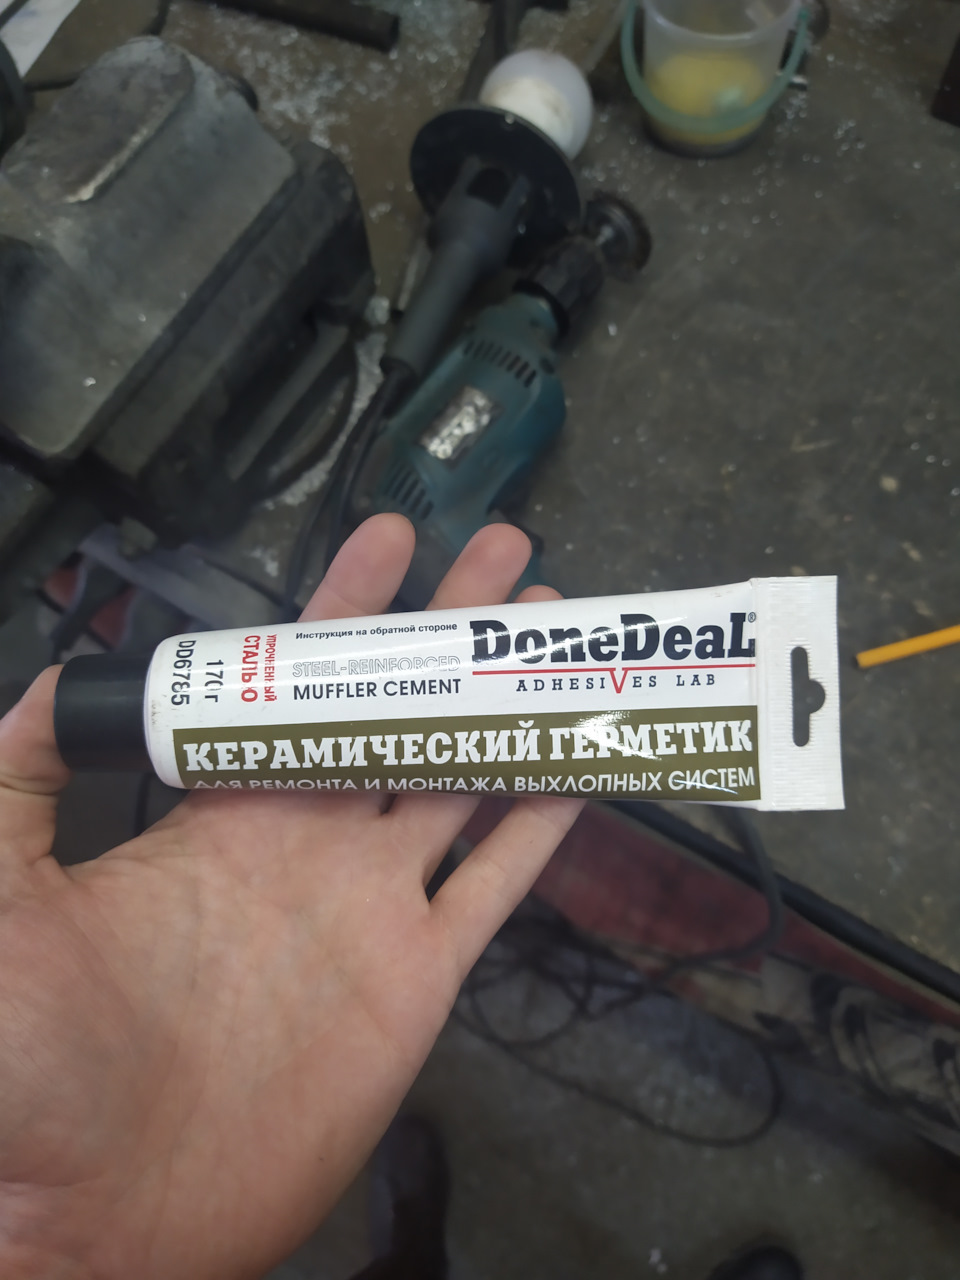 Инструкция на обратной стороне
STEEL-REINFORCED
MUFFLER CEMENT
DoneDeaL®
ADHESIVES LAB
КЕРАМИЧЕСКИЙ ГЕРМЕТИК
ДЛЯ РЕМОНТА И МОНТАЖА ВЫХЛОПНЫХ СИСТЕМ
УПРОЧНЕННЫЙ
СТАЛЬЮ
170 г
DD6785